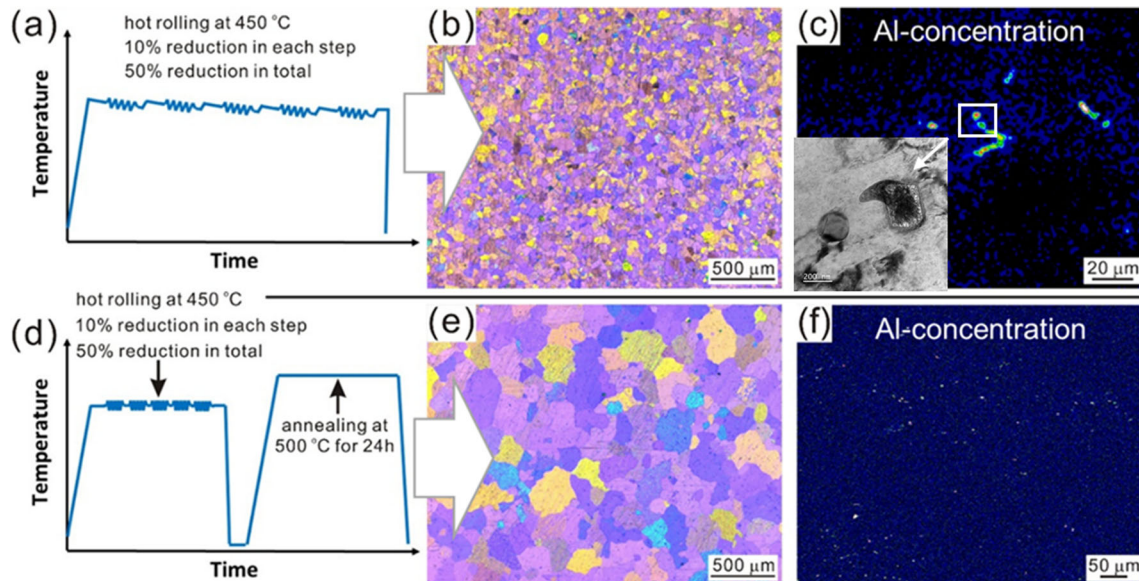 (a)
hot rolling at 450 °C
10% reduction in each step
50% reduction in total
Temperature
Time
(b)
500 μm
(c)
Al-concentration
200 nm
20 μm
(d)
hot rolling at 450 °C
10% reduction in each step
50% reduction in total
annealing at
500 °C for 24h
Temperature
Time
(e)
500 μm
(f)
Al-concentration
50 μm